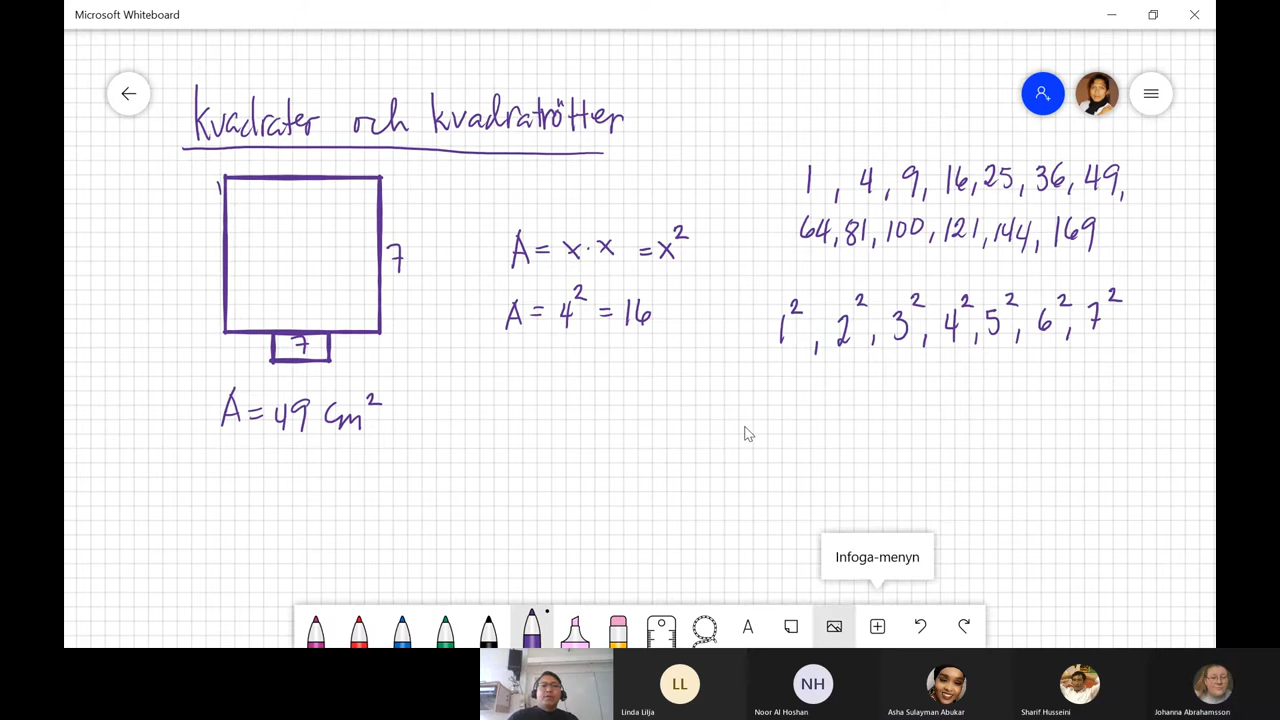 Microsoft Whiteboard
Kvadrater och kvadratrötter
7
7
A = 49 cm²
A = x·x = x²
A = 4² = 16
1, 4, 9, 16, 25, 36, 49,
64, 81, 100, 121, 144, 169
1², 2², 3², 4², 5², 6², 7²
Infoga-menyn
A
LL
NH
Linda Lilja
Noor Al Hoshan
Asha Sulayman Abukar
Sharif Husseini
Johanna Abrahamsson